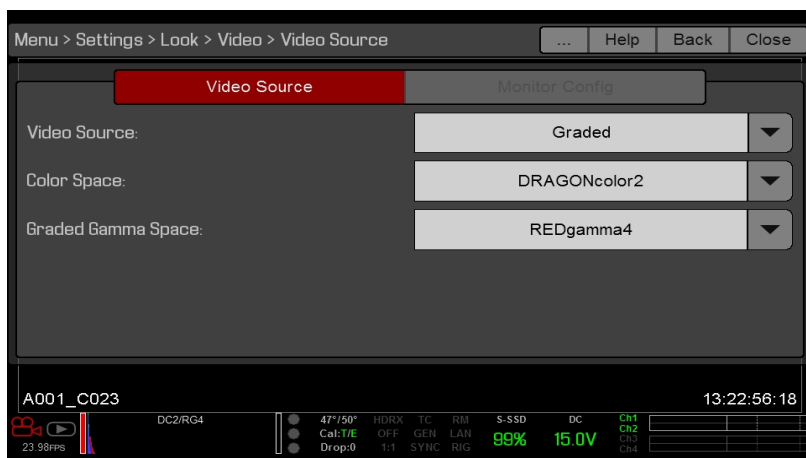 Menu > Settings > Look > Video > Video Source
... Help Back Close
Video Source Monitor Config
Video Source: Graded
Color Space: DRAGONcolor2
Graded Gamma Space: REDgamma4
A001_C023 13:22:56:18
DC2/RG4 47°/50° HDRX TC RM S-SSD DC Ch1
Ch2
Cal:T/E OFF GEN LAN 99% 15.0V Ch3
23.98FPS Drop:0 1:1 SYNC RIG Ch4